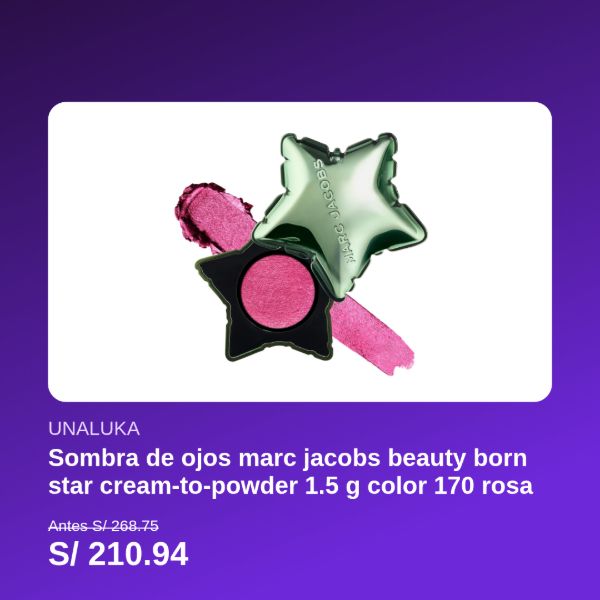 MARC JACOBS
UNALUKA
Sombra de ojos marc jacobs beauty born
star cream-to-powder 1.5 g color 170 rosa
Antes S/ 268.75
S/ 210.94